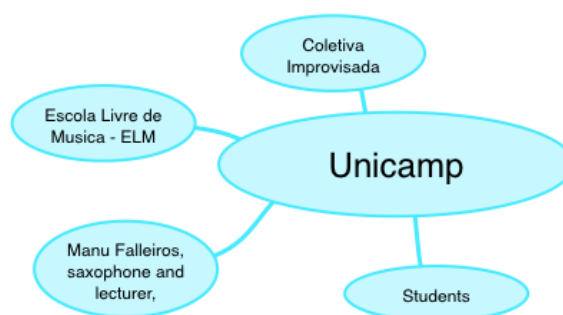 Coletiva
Improvisada
Escola Livre de
Musica - ELM
Unicamp
Manu Falleiros,
saxophone and
lecturer,
Students